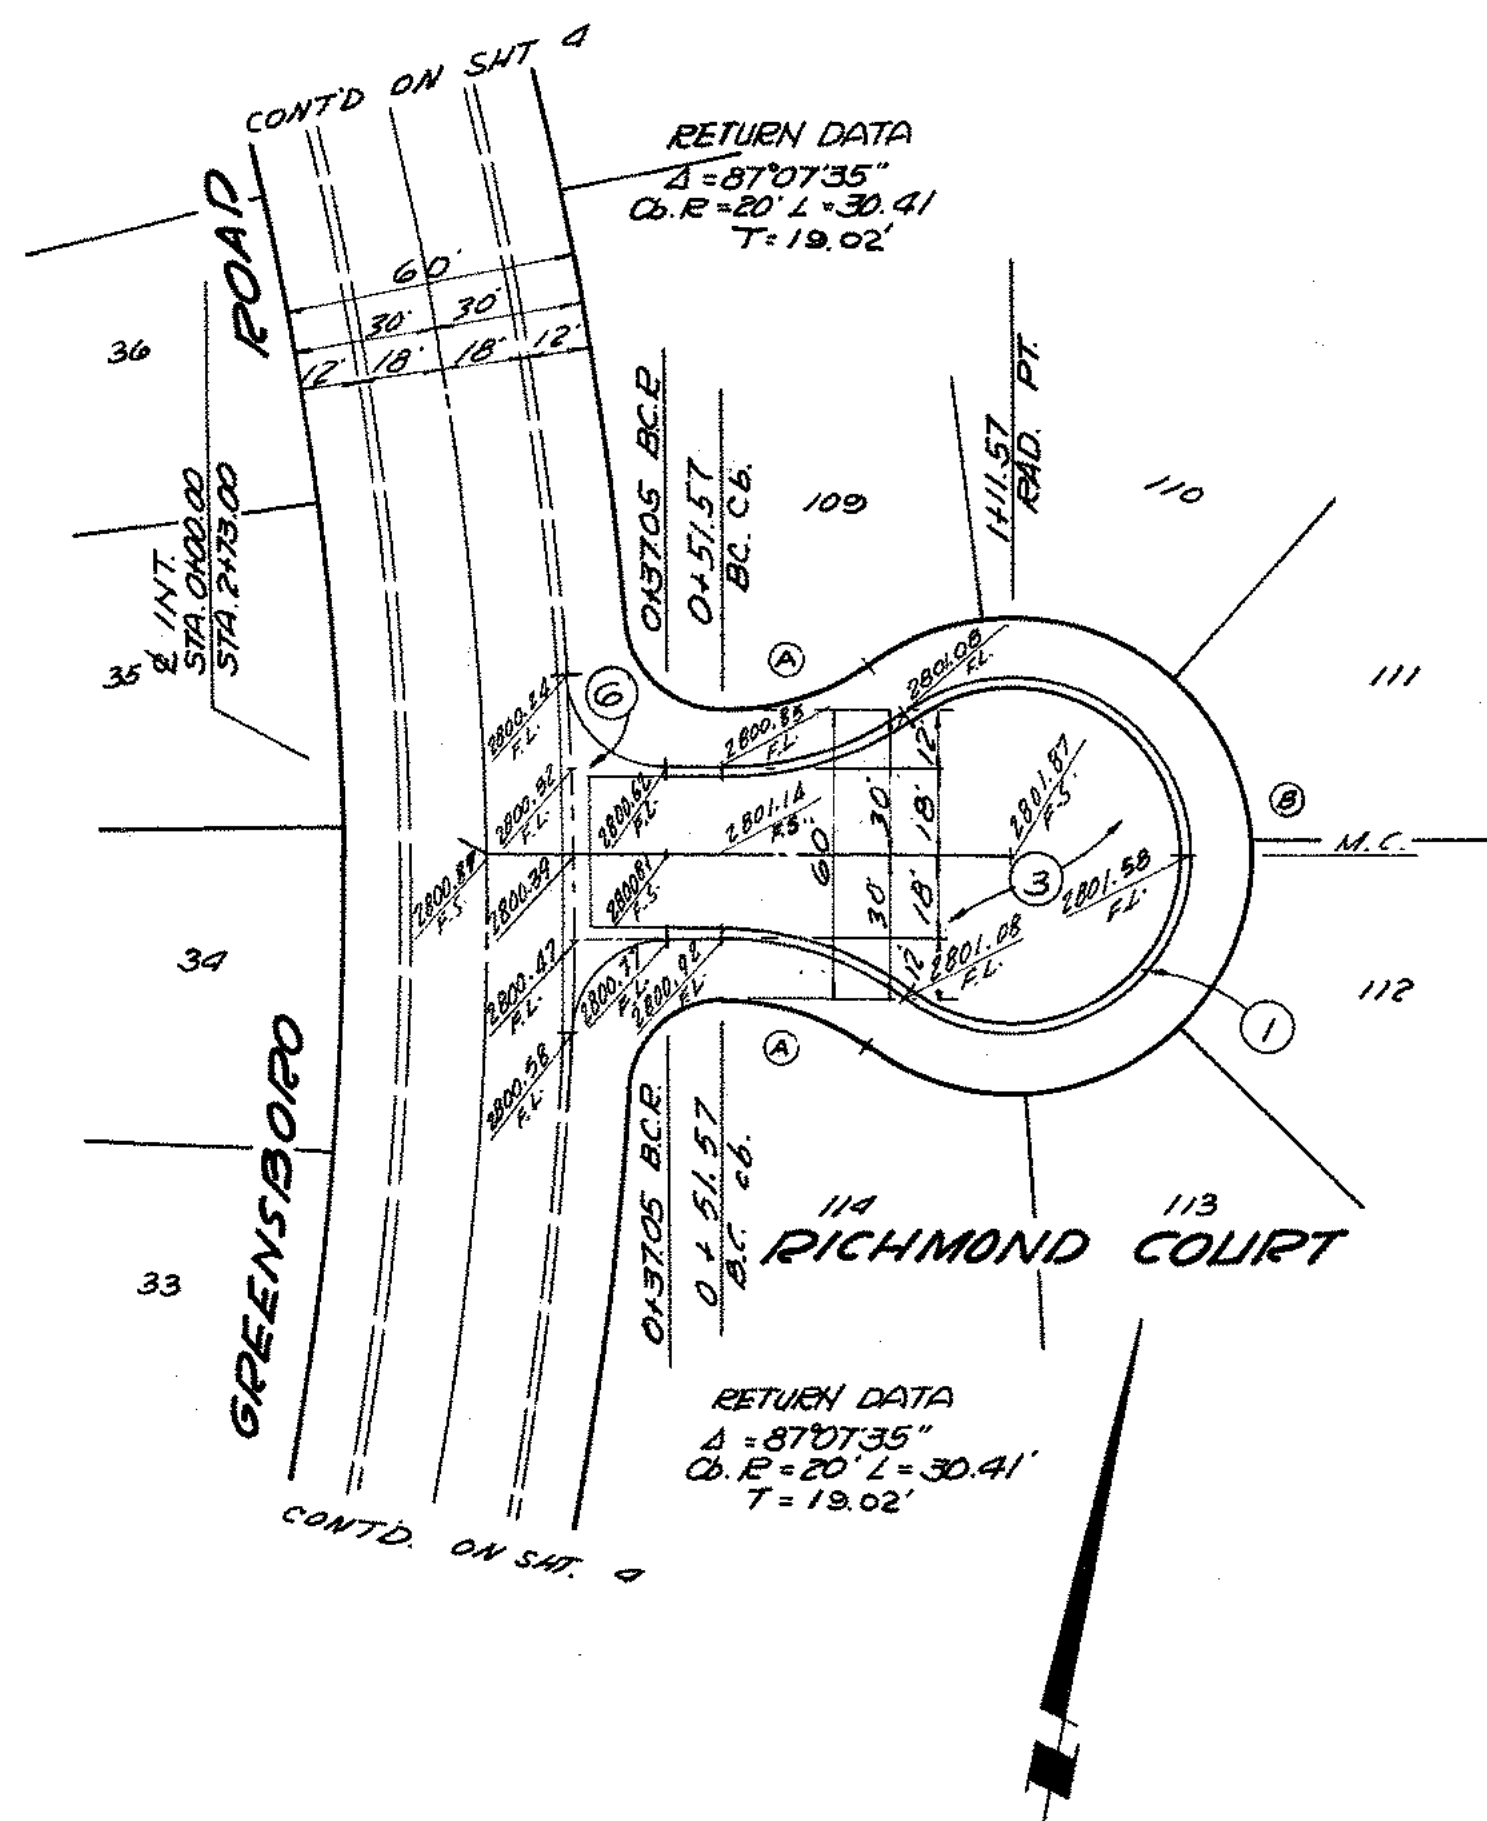 CONT'D ON SHT 4
RETURN DATA
Δ = 87°07'35"
Cb. R = 20' L = 30.41
T = 19.02'
ROAD
60'
30' 30'
12' 18' 18' 12'
36
℄ INT.
STA. 0+00.00
STA. 2+73.00
35
0+37.05 B.C.R
0+51.57
BC. Cb.
109
1+11.57
RAD. PT.
110
111
A
2801.08
F.L.
6
2800.24
F.L.
2800.85
F.L.
2800.32
F.L.
2800.62
F.L.
2801.14
F.S.
12'
18'
30'
60
30'
18'
12'
2801.87
F.S.
B
M.C.
2800.87
F.S.
2800.39
2800.81
F.S.
3
2801.58
F.L.
34
2800.47
F.L.
2800.77
F.L.
2800.92
F.L.
2801.08
F.L.
112
1
A
2800.58
F.L.
GREENSBORO
0+37.05 B.C.R.
0+51.57
B.C. cb.
114
113
RICHMOND COURT
33
RETURN DATA
Δ = 87°07'35"
Cb. R = 20' L = 30.41'
T = 19.02'
CONT'D. ON SHT. 4